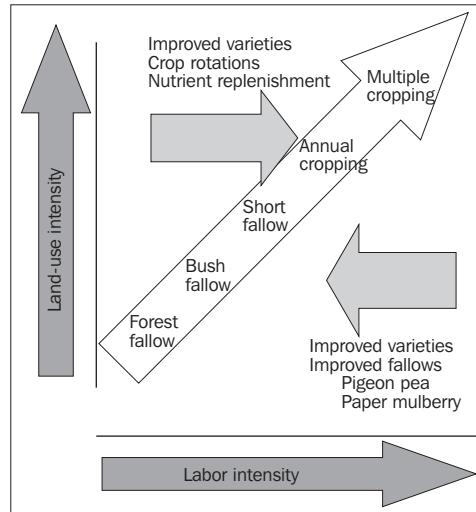 Improved varieties
Crop rotations
Nutrient replenishment
Multiple
cropping
Annual
cropping
Short
fallow
Bush
fallow
Forest
fallow
Land-use intensity
Improved varieties
Improved fallows
Pigeon pea
Paper mulberry
Labor intensity